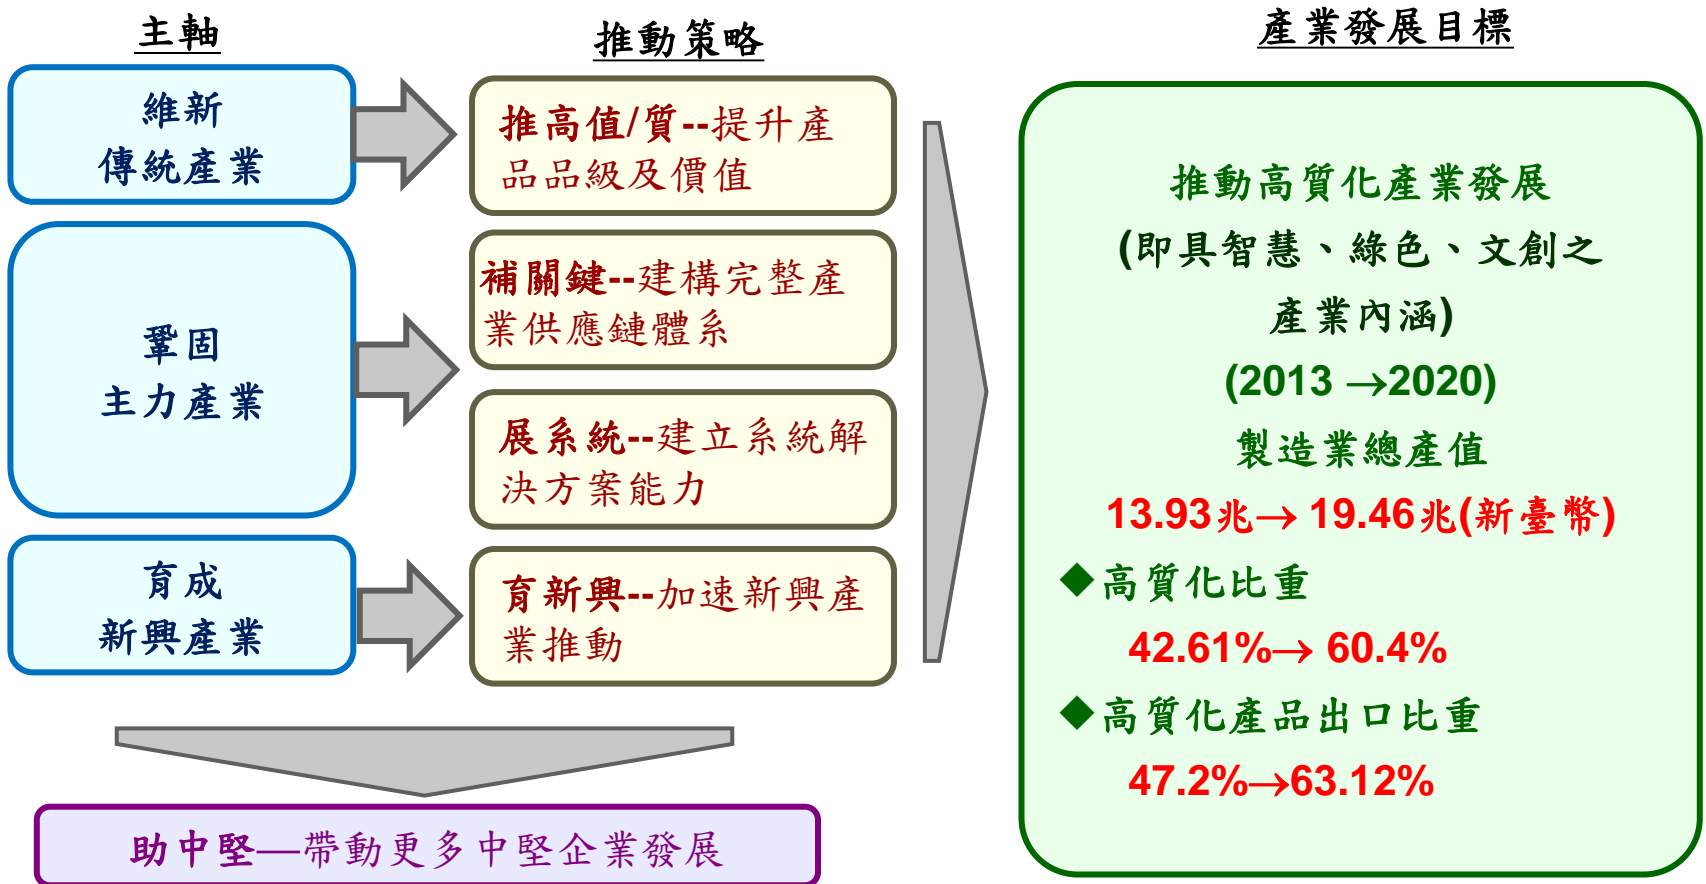 主軸
推動策略
產業發展目標
維新
傳統產業
推高值/質--提升產
品品級及價值
鞏固
主力產業
補關鍵--建構完整產
業供應鏈體系
展系統--建立系統解
決方案能力
育成
新興產業
育新興--加速新興產
業推動
助中堅—帶動更多中堅企業發展
推動高質化產業發展
(即具智慧、綠色、文創之
產業內涵)
(2013 →2020)
製造業總產值
13.93兆→ 19.46兆(新臺幣)
◆高質化比重
42.61%→ 60.4%
◆高質化產品出口比重
47.2%→63.12%